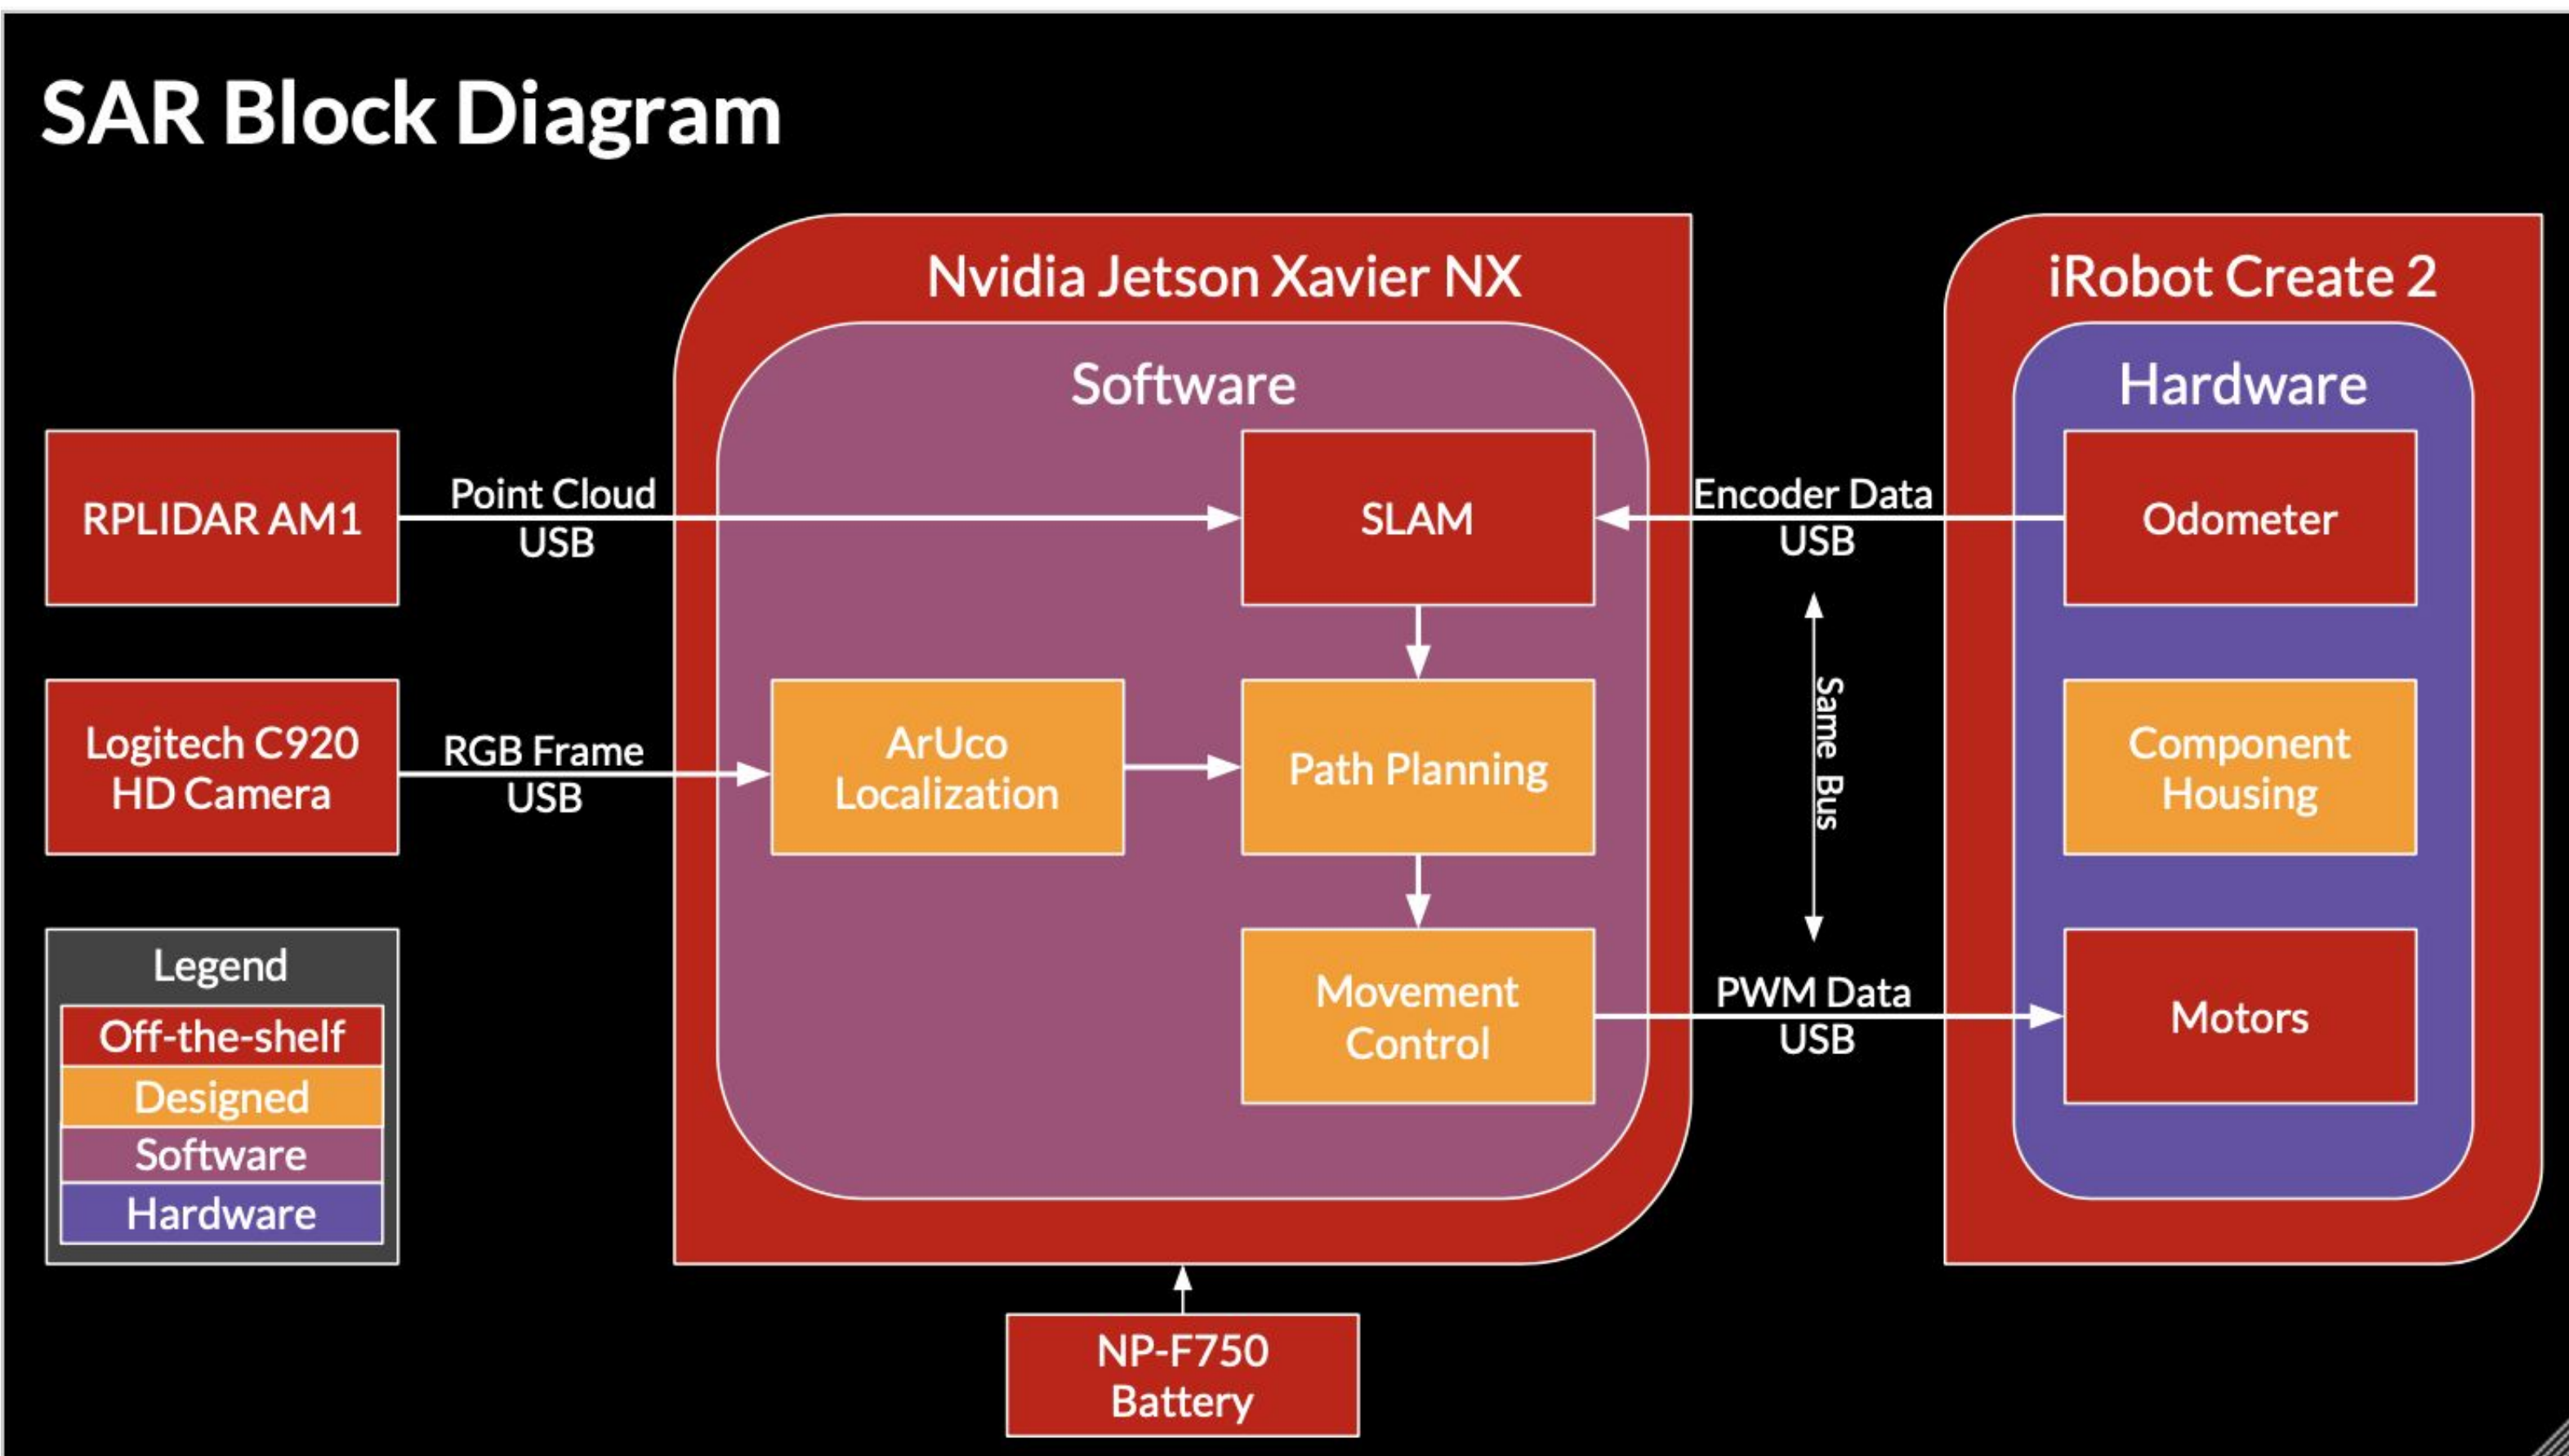 SAR Block Diagram
Nvidia Jetson Xavier NX
iRobot Create 2
Software
Hardware
RPLIDAR AM1
Point Cloud
USB
SLAM
Encoder Data
USB
Odometer
Logitech C920
HD Camera
RGB Frame
USB
ArUco
Localization
Path Planning
Same Bus
Component
Housing
Movement
Control
PWM Data
USB
Motors
Legend
Off-the-shelf
Designed
Software
Hardware
NP-F750
Battery